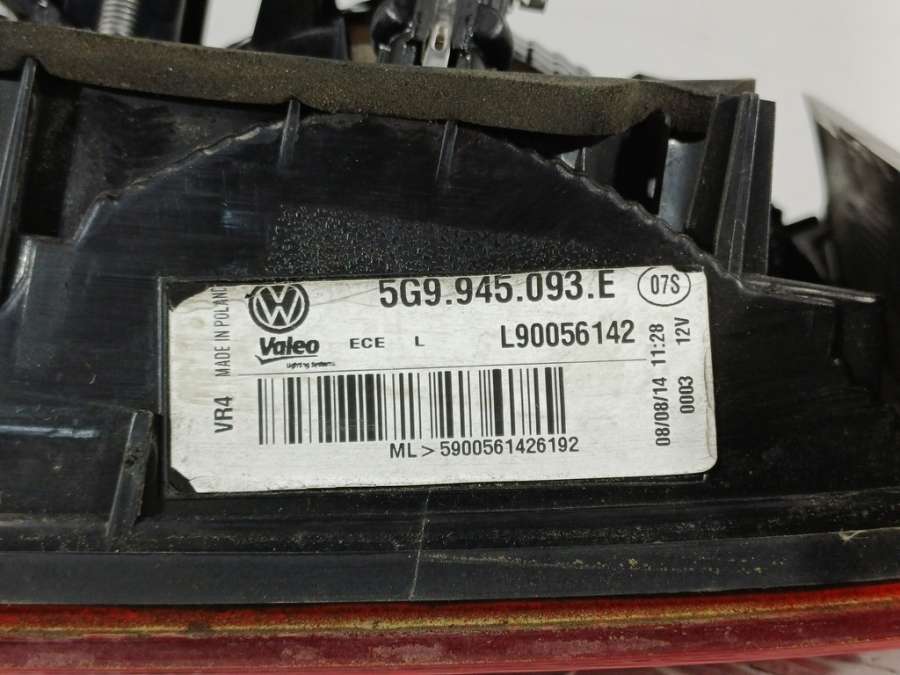 5G9.945.093.E
07S
VW
Valeo
Lighting Systems
ECE L
L90056142
MADE IN POLAND
VR4
08/08/14 11:28
0003 12V
ML>5900561426192